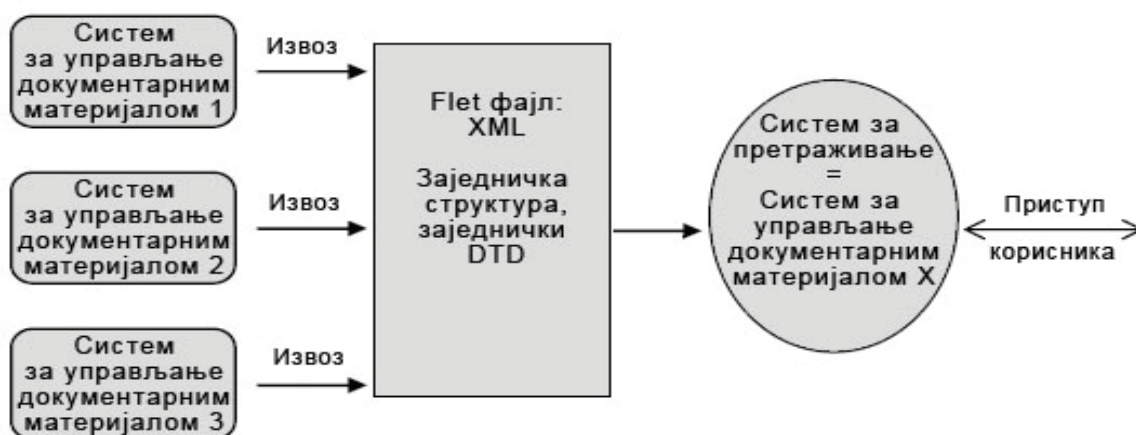 Систем
за управљање
документарним
материјалом 1
Извоз
Систем
за управљање
документарним
материјалом 2
Извоз
Систем
за управљање
документарним
материјалом 3
Извоз
Flet фајл:
XML
Заједничка
структура,
заједнички
DTD
Систем за
претраживање
=
Систем за
управљање
документарним
материјалом X
Приступ
корисника